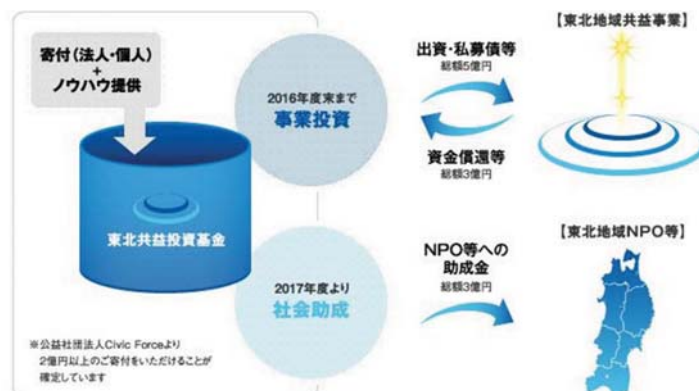 寄付(法人・個人)
+
ノウハウ提供
東北共益投資基金
※公益社団法人Civic Forceより
2億円以上のご寄付をいただけることが
確定しています
2016年度末まで
事業投資
出資・私募債等
総額5億円
資金償還等
総額3億円
【東北地域共益事業】
2017年度より
社会助成
NPO等への
助成金
総額3億円
【東北地域NPO等】